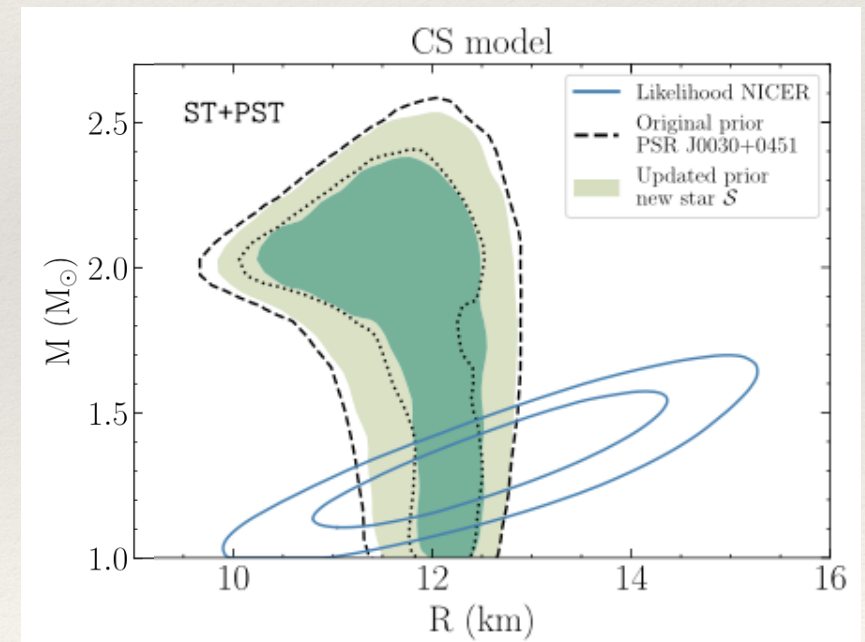 CS model
ST+PST
Likelihood NICER
Original prior
PSR J0030+0451
Updated prior
new star 𝒮
2.5
2.0
1.5
1.0
M (M⊙)
10 12 14 16
R (km)